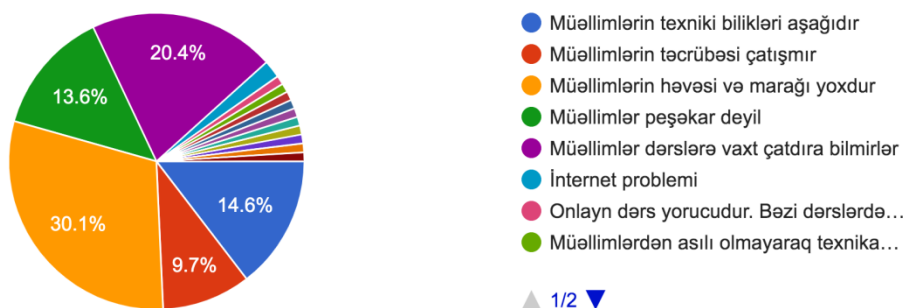 20.4%
13.6%
30.1%
9.7%
14.6%
Müəllimlərin texniki bilikləri aşağıdır
Müəllimlərin təcrübəsi çatışmır
Müəllimlərin həvəsi və marağı yoxdur
Müəllimlər peşəkar deyil
Müəllimlər dərslərə vaxt çatdıra bilmirlər
İnternet problemi
Onlayn dərs yorucudur. Bəzi dərslərdə…
Müəllimlərdən asılı olmayaraq texnika…
1/2